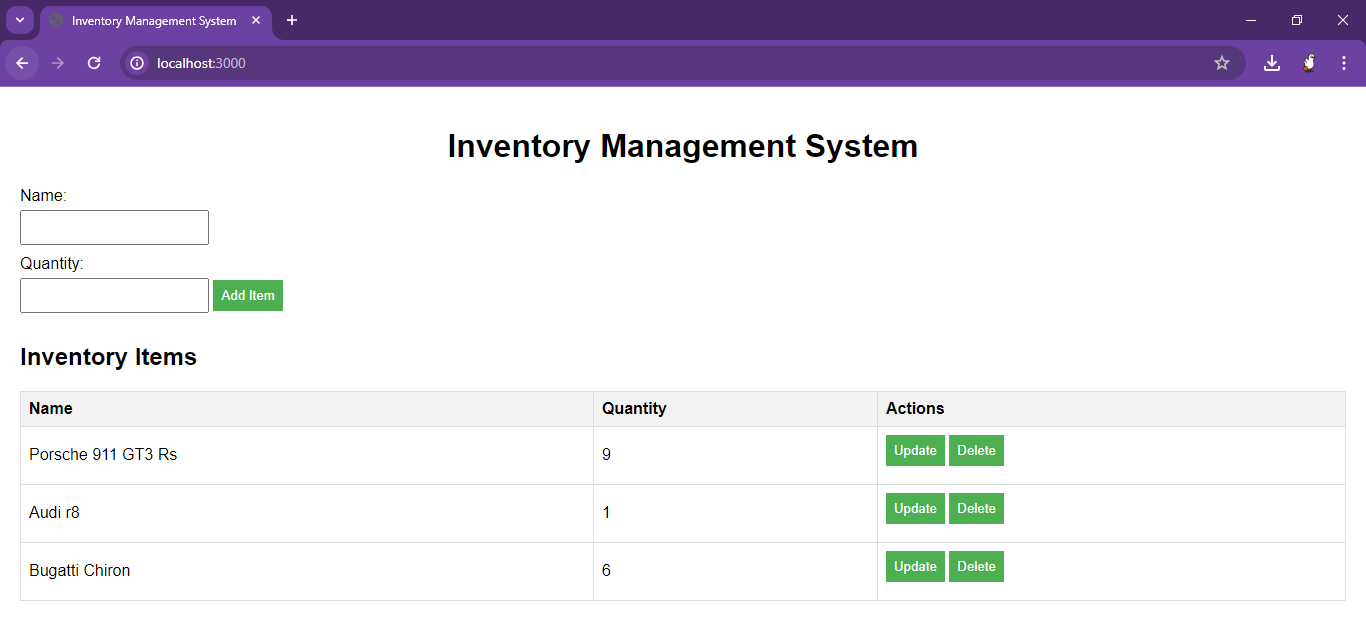 Inventory Management System
localhost:3000
Inventory Management System
Name:
Quantity:
Add Item
Inventory Items
Name Quantity Actions
Porsche 911 GT3 Rs 9 Update Delete
Audi r8 1 Update Delete
Bugatti Chiron 6 Update Delete